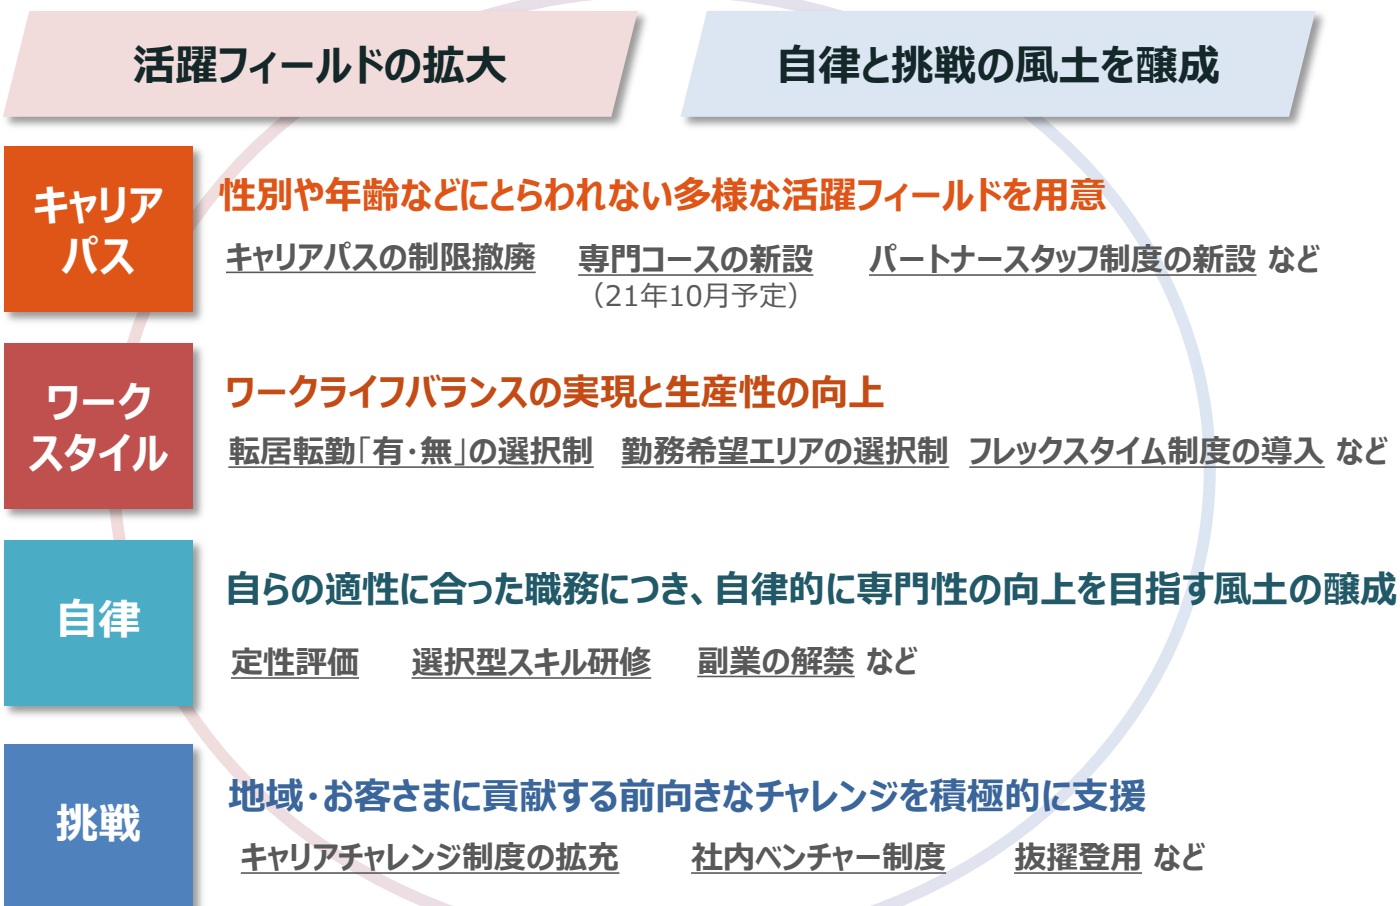 活躍フィールドの拡大
自律と挑戦の風土を醸成
キャリア
パス
性別や年齢などにとらわれない多様な活躍フィールドを用意
キャリアパスの制限撤廃 専門コースの新設 パートナースタッフ制度の新設 など
（21年10月予定）
ワーク
スタイル
ワークライフバランスの実現と生産性の向上
転居転勤「有・無」の選択制 勤務希望エリアの選択制 フレックスタイム制度の導入 など
自律
自らの適性に合った職務につき、自律的に専門性の向上を目指す風土の醸成
定性評価 選択型スキル研修 副業の解禁 など
挑戦
地域・お客さまに貢献する前向きなチャレンジを積極的に支援
キャリアチャレンジ制度の拡充 社内ベンチャー制度 抜擢登用 など